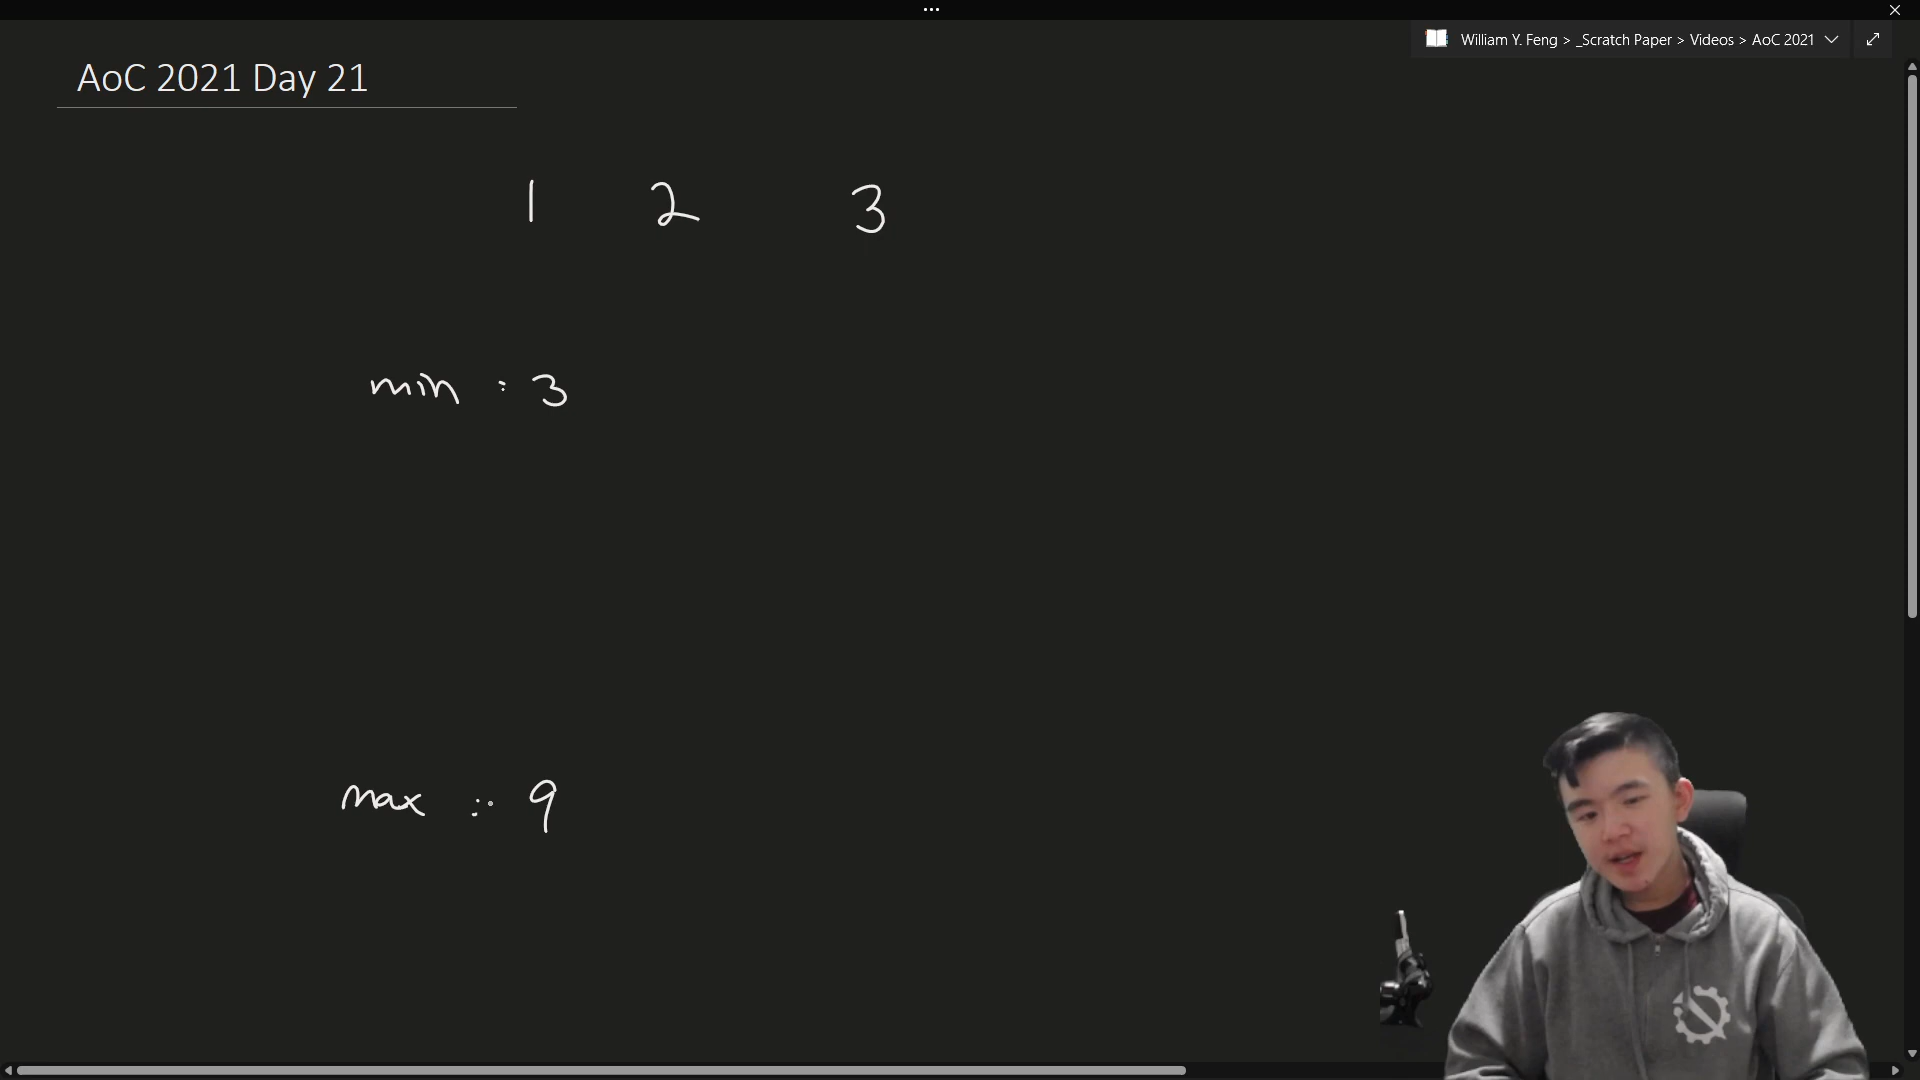 William Y. Feng > _Scratch Paper > Videos > AoC 2021
AoC 2021 Day 21
1 2 3
min : 3
max : 9